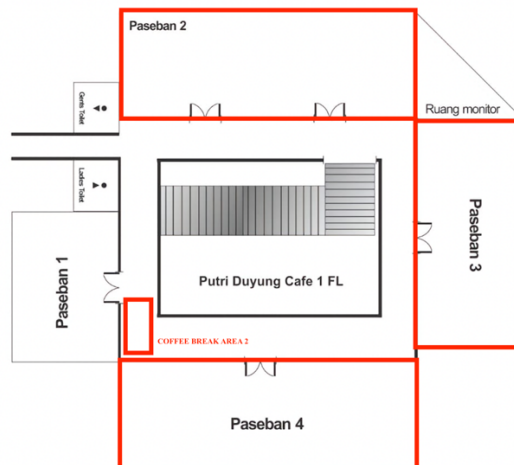 Paseban 2
Gents Toilet
Ruang monitor
Ladies Toilet
Paseban 1
Putri Duyung Cafe 1 FL
Paseban 3
COFFEE BREAK AREA 2
Paseban 4